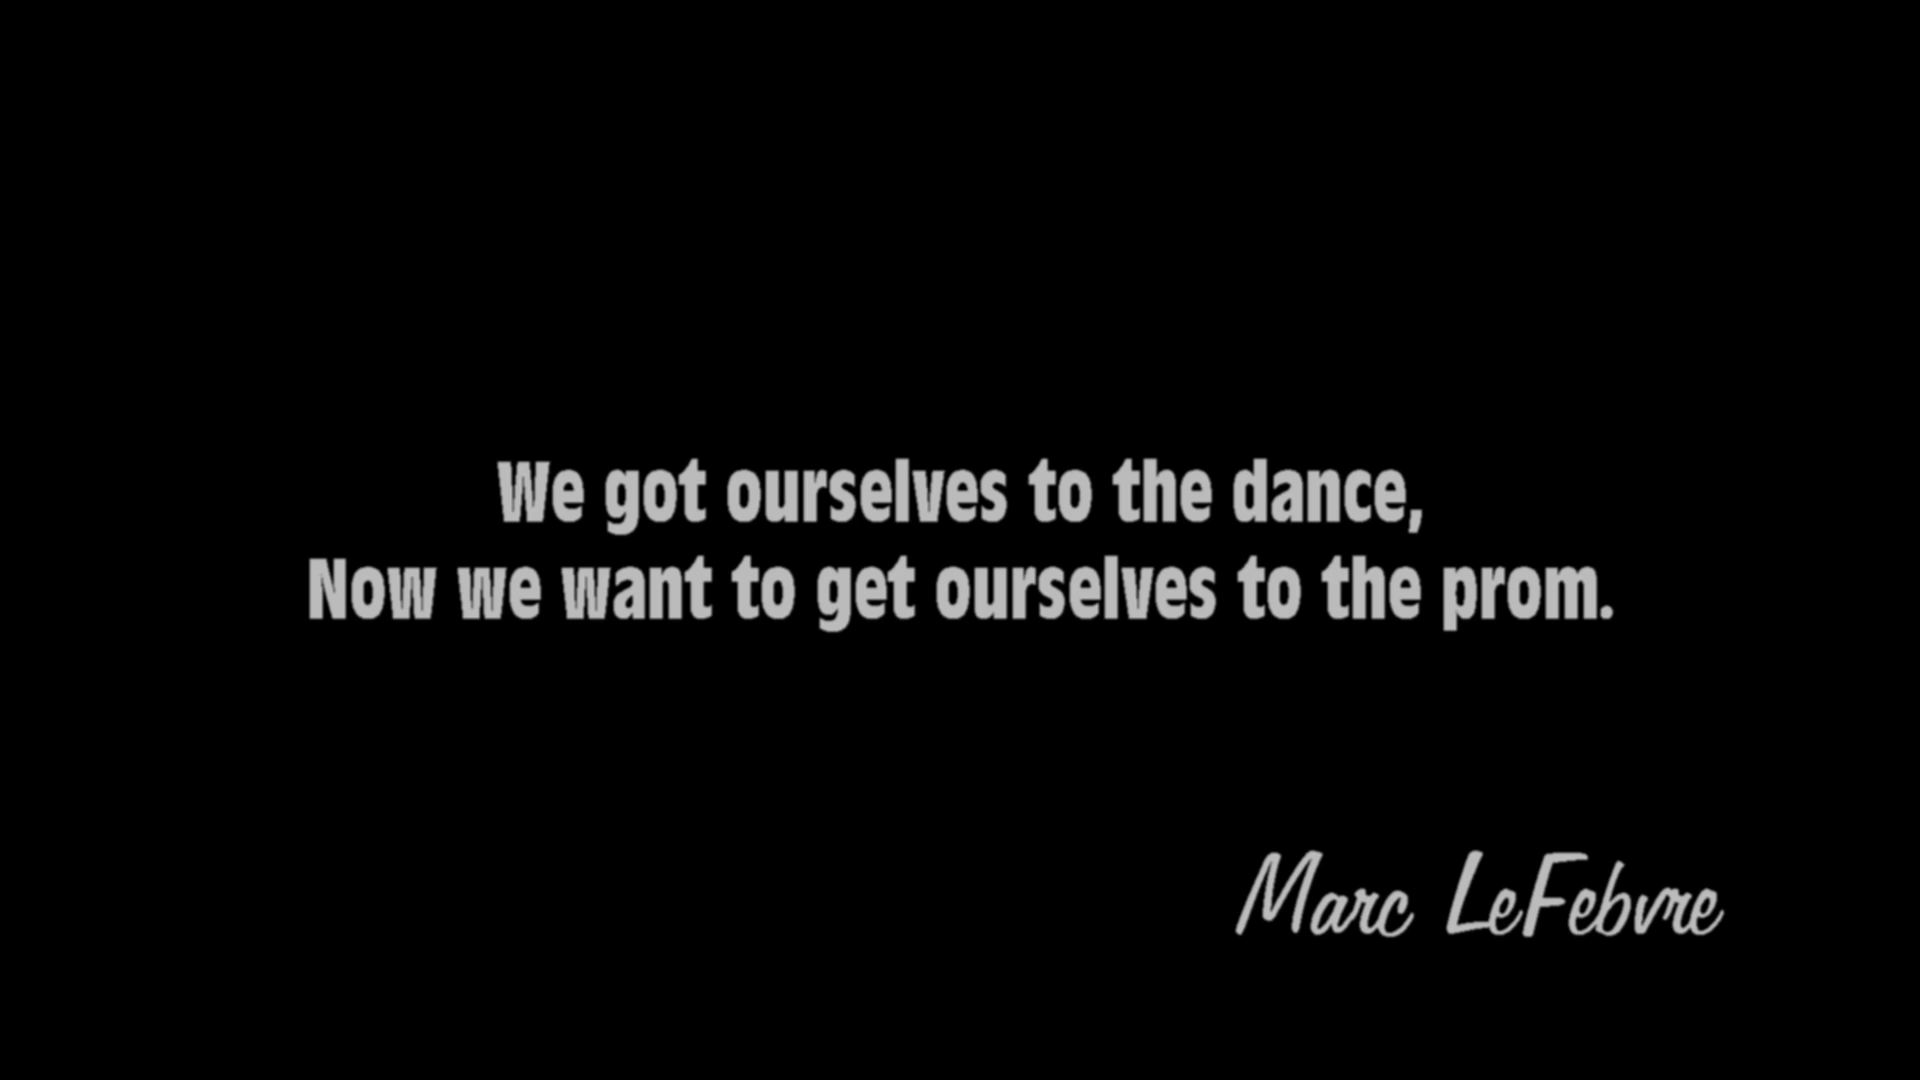 We got ourselves to the dance,
Now we want to get ourselves to the prom.
Marc LeFebvre